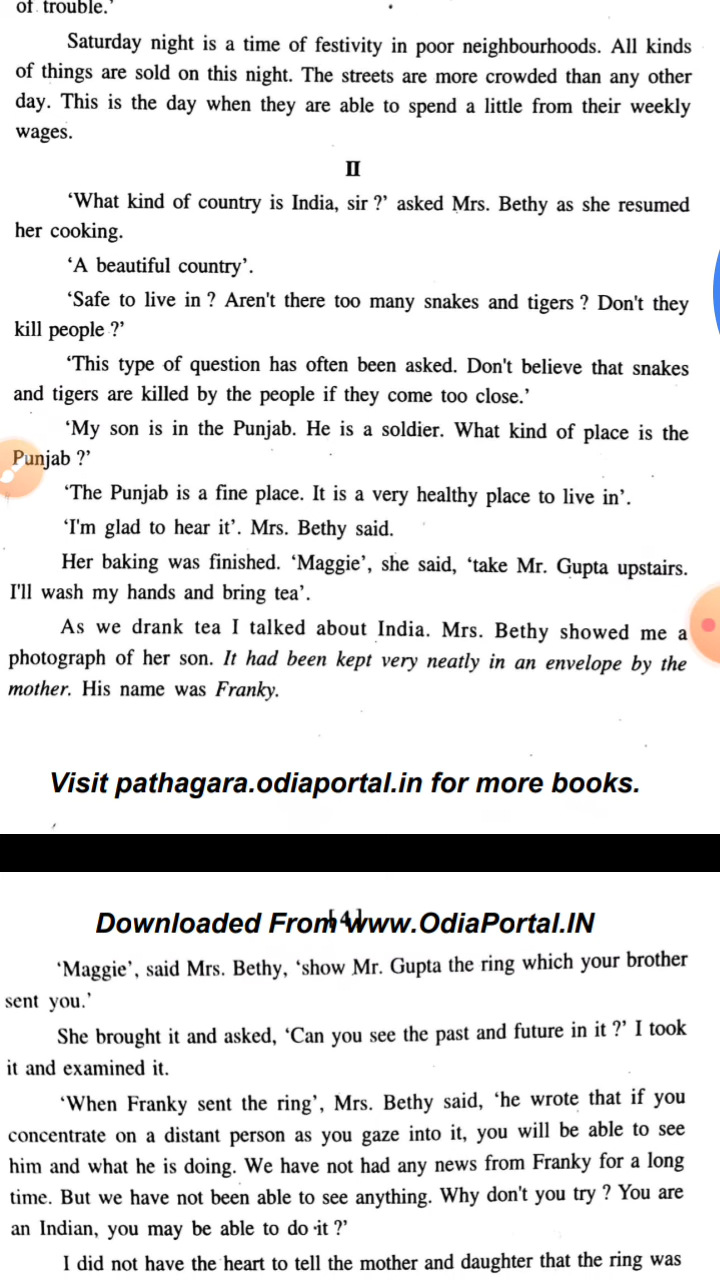 of trouble.'
Saturday night is a time of festivity in poor neighbourhoods. All kinds
of things are sold on this night. The streets are more crowded than any other
day. This is the day when they are able to spend a little from their weekly
wages.
II
'What kind of country is India, sir ?' asked Mrs. Bethy as she resumed
her cooking.
'A beautiful country'.
'Safe to live in ? Aren't there too many snakes and tigers ? Don't they
kill people ?'
'This type of question has often been asked. Don't believe that snakes
and tigers are killed by the people if they come too close.'
'My son is in the Punjab. He is a soldier. What kind of place is the
Punjab ?'
'The Punjab is a fine place. It is a very healthy place to live in'.
'I'm glad to hear it'. Mrs. Bethy said.
Her baking was finished. 'Maggie', she said, 'take Mr. Gupta upstairs.
I'll wash my hands and bring tea'.
As we drank tea I talked about India. Mrs. Bethy showed me a
photograph of her son. It had been kept very neatly in an envelope by the
mother. His name was Franky.
Visit pathagara.odiaportal.in for more books.
[ 4 ]
Downloaded From www.OdiaPortal.IN
'Maggie', said Mrs. Bethy, 'show Mr. Gupta the ring which your brother
sent you.'
She brought it and asked, 'Can you see the past and future in it ?' I took
it and examined it.
'When Franky sent the ring', Mrs. Bethy said, 'he wrote that if you
concentrate on a distant person as you gaze into it, you will be able to see
him and what he is doing. We have not had any news from Franky for a long
time. But we have not been able to see anything. Why don't you try ? You are
an Indian, you may be able to do it ?'
I did not have the heart to tell the mother and daughter that the ring was